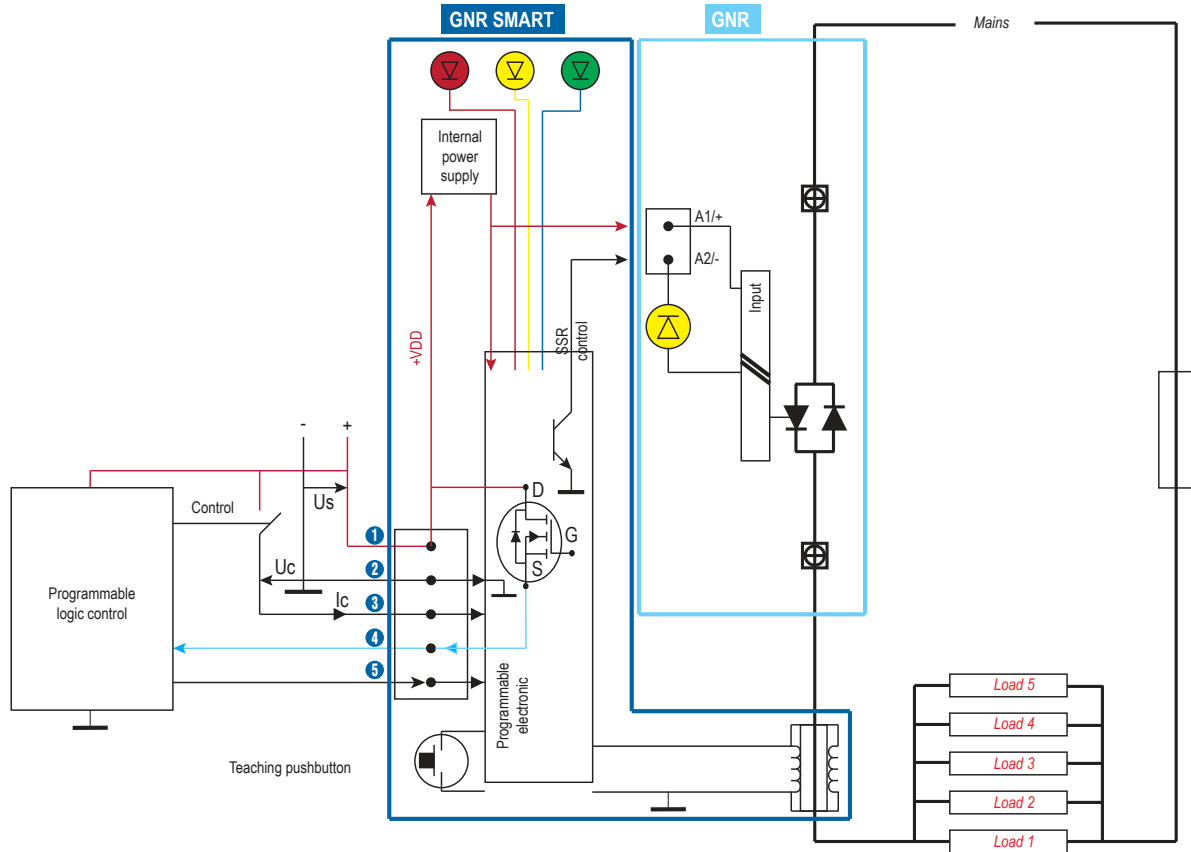 GNR SMART
GNR
Mains
Internal
power
supply
A1/+
A2/-
Input
SSR
control
+VDD
- +
Us
Control
D
G
S
1
Uc
2
Ic
3
4
5
Programmable
logic control
Programmable
electronic
Teaching pushbutton
Load 5
Load 4
Load 3
Load 2
Load 1